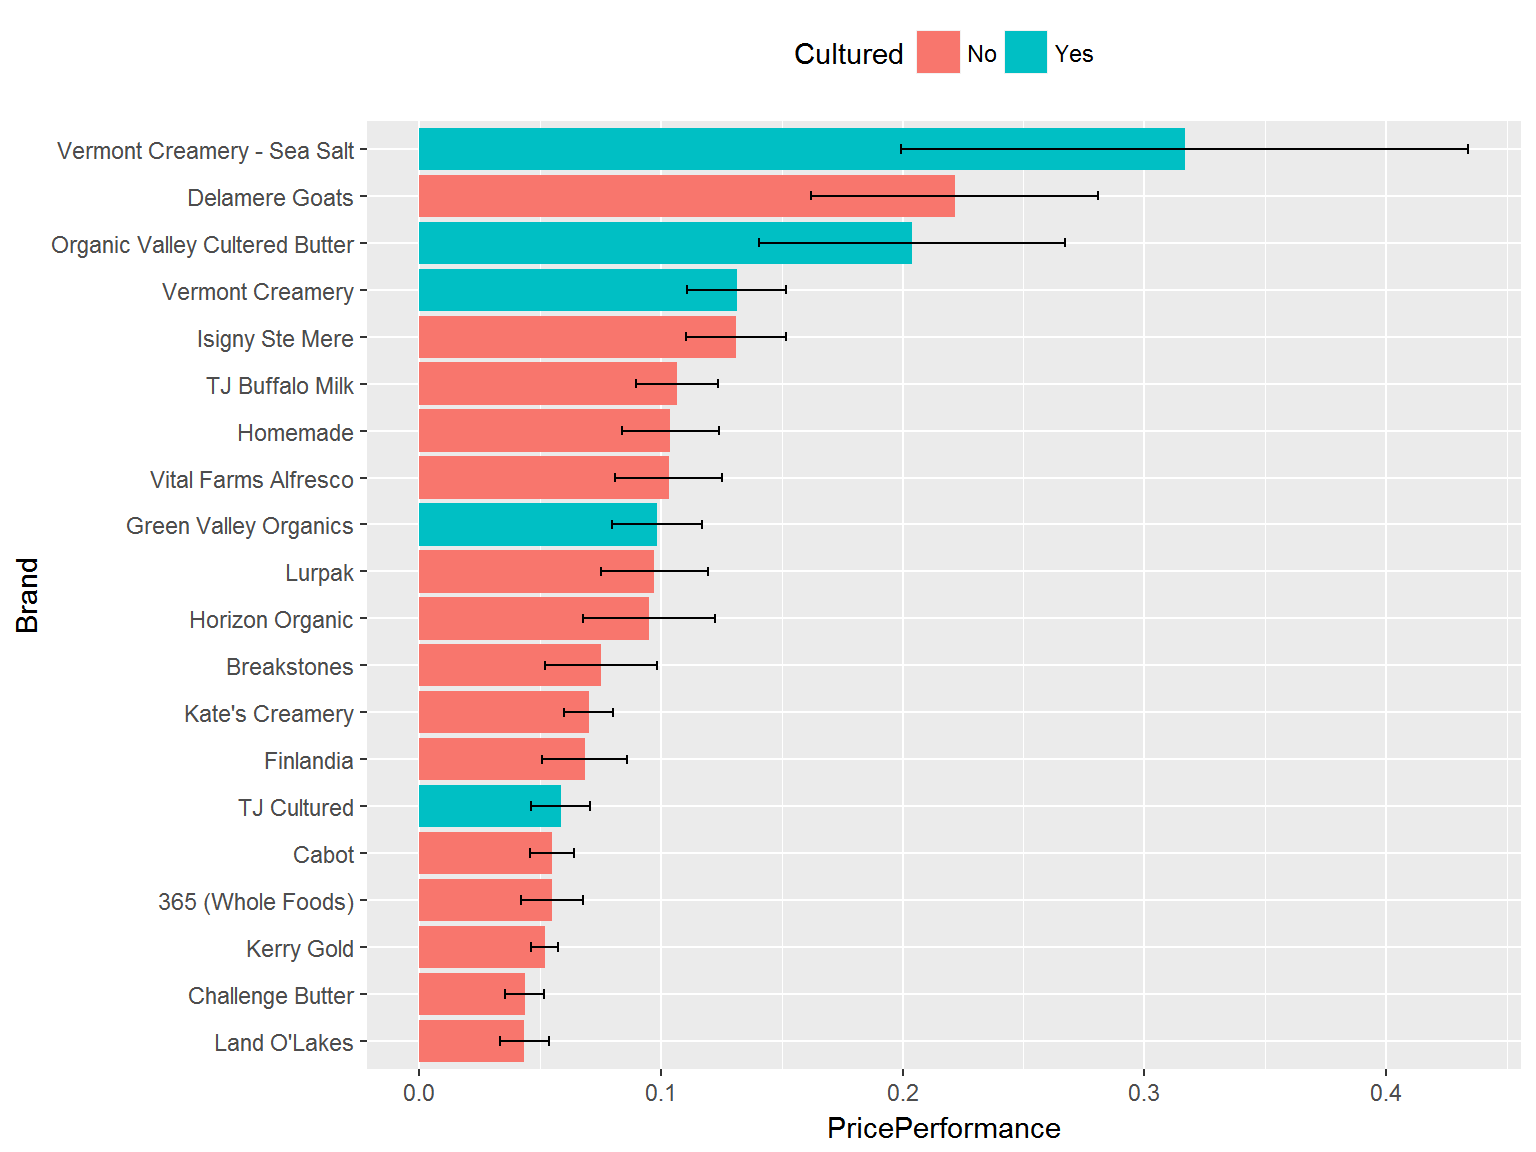 Cultured No Yes
Vermont Creamery - Sea Salt
Delamere Goats
Organic Valley Cultered Butter
Vermont Creamery
Isigny Ste Mere
TJ Buffalo Milk
Homemade
Vital Farms Alfresco
Green Valley Organics
Lurpak
Horizon Organic
Breakstones
Kate's Creamery
Finlandia
TJ Cultured
Cabot
365 (Whole Foods)
Kerry Gold
Challenge Butter
Land O'Lakes
Brand
0.0 0.1 0.2 0.3 0.4
PricePerformance